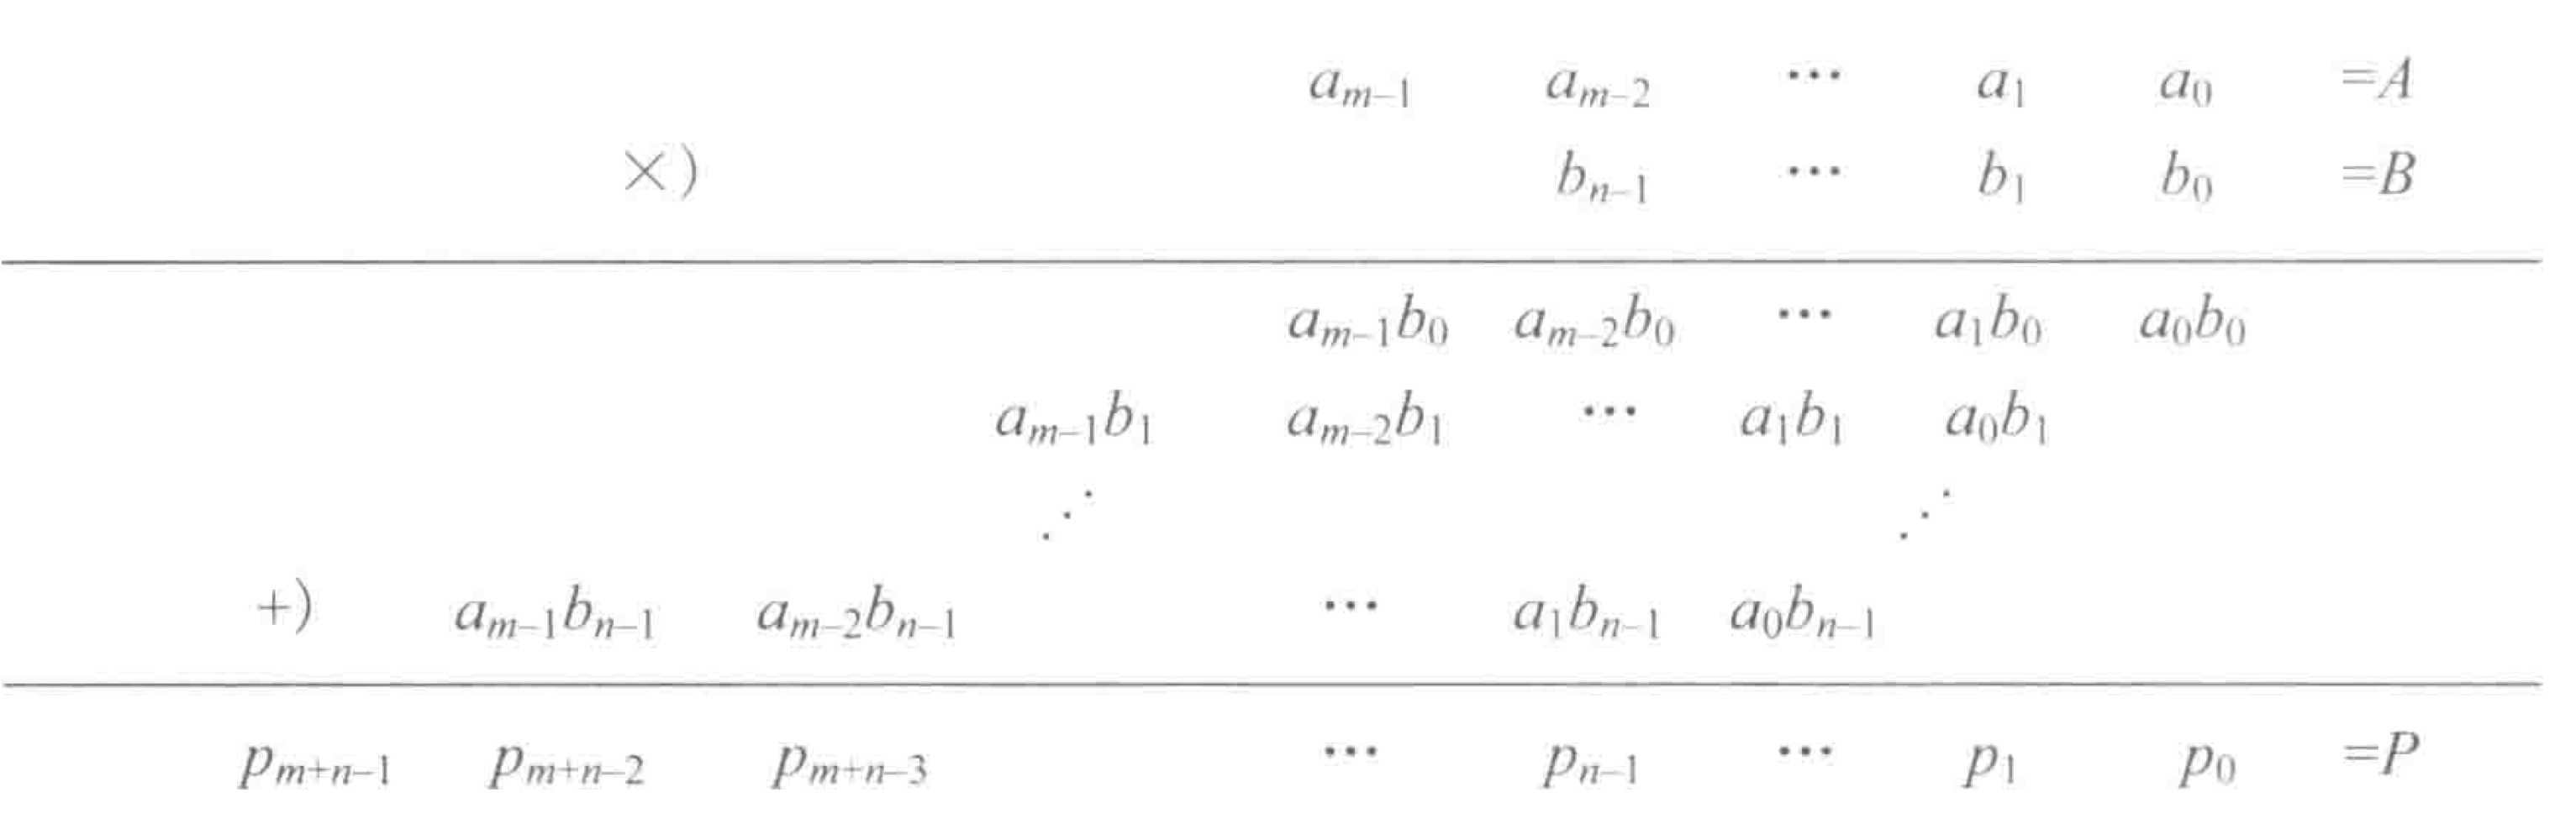 a_{m-1} a_{m-2} ⋯ a_1 a_0 =A
×) b_{n-1} ⋯ b_1 b_0 =B
a_{m-1}b_0 a_{m-2}b_0 ⋯ a_1b_0 a_0b_0
a_{m-1}b_1 a_{m-2}b_1 ⋯ a_1b_1 a_0b_1
⋰ ⋰
+) a_{m-1}b_{n-1} a_{m-2}b_{n-1} ⋯ a_1b_{n-1} a_0b_{n-1}
p_{m+n-1} p_{m+n-2} p_{m+n-3} ⋯ p_{n-1} ⋯ p_1 p_0 =P